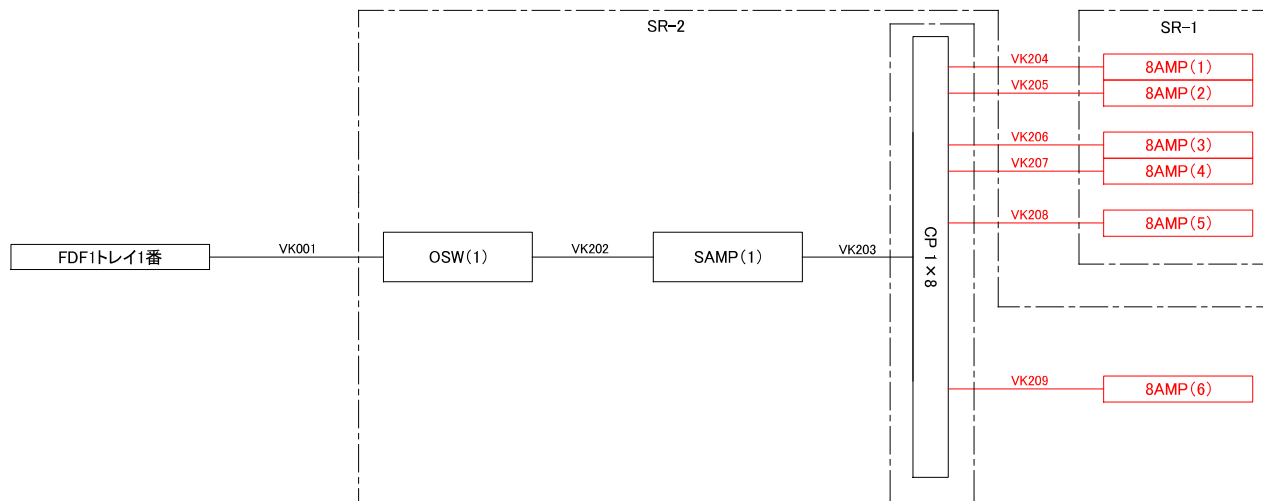 SR-2
SR-1
VK204
8AMP(1)
VK205
8AMP(2)
VK206
8AMP(3)
VK207
8AMP(4)
VK208
8AMP(5)
FDF1トレイ1番
VK001
OSW(1)
VK202
SAMP(1)
VK203
CP 1×8
VK209
8AMP(6)